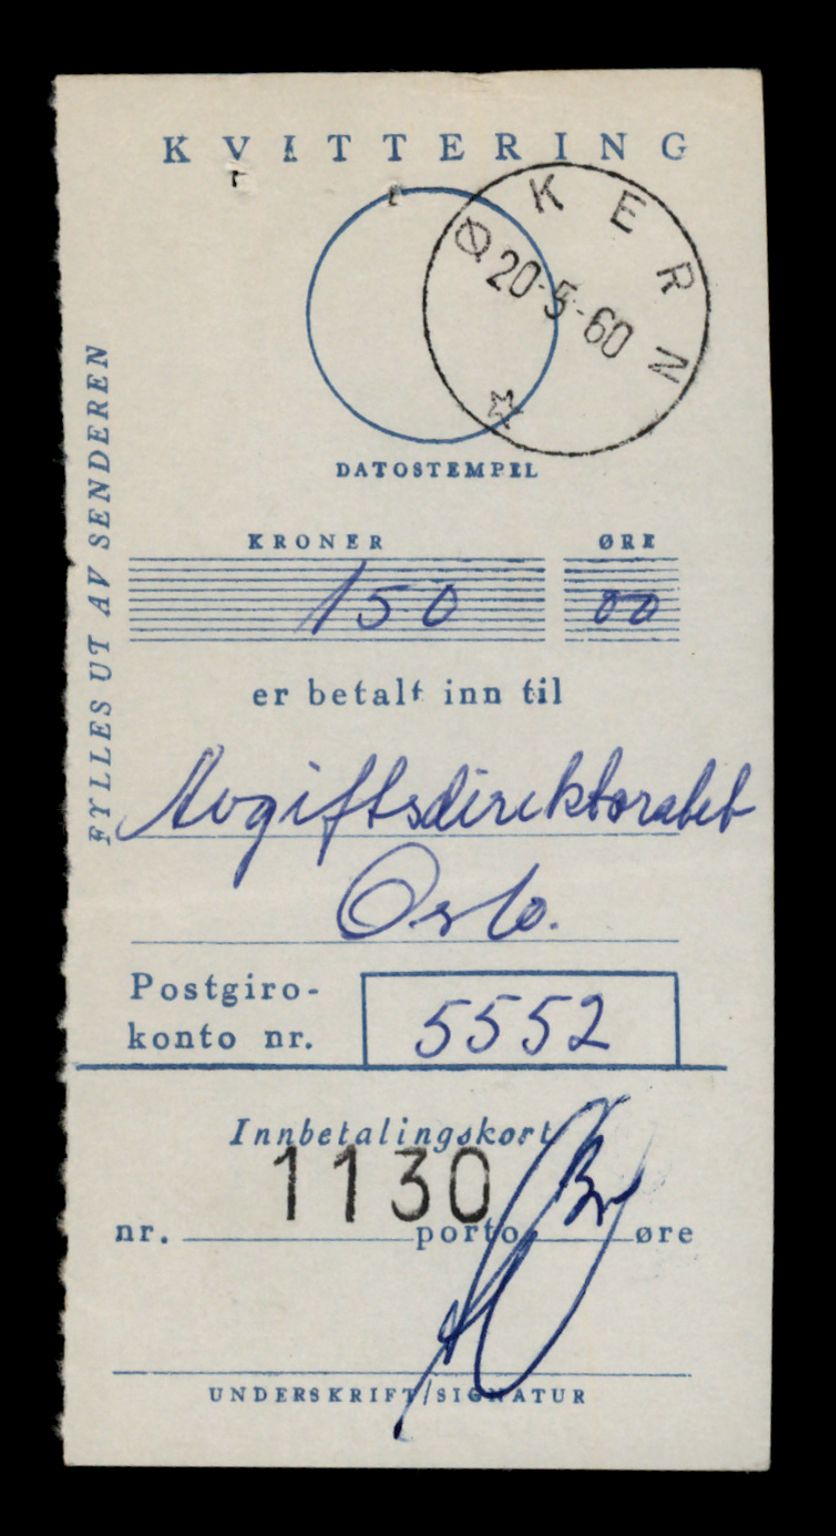 KVITTERING
ØKERN
20-5-60
DATOSTEMPEL
FYLLES UT AV SENDEREN
KRONER ØRE
150 00
er betalt inn til
Avgiftsdirektoratet
Oslo.
Postgiro-
konto nr. 5552
Innbetalingskort
1130
nr. porto øre
UNDERSKRIFT/SIGNATUR